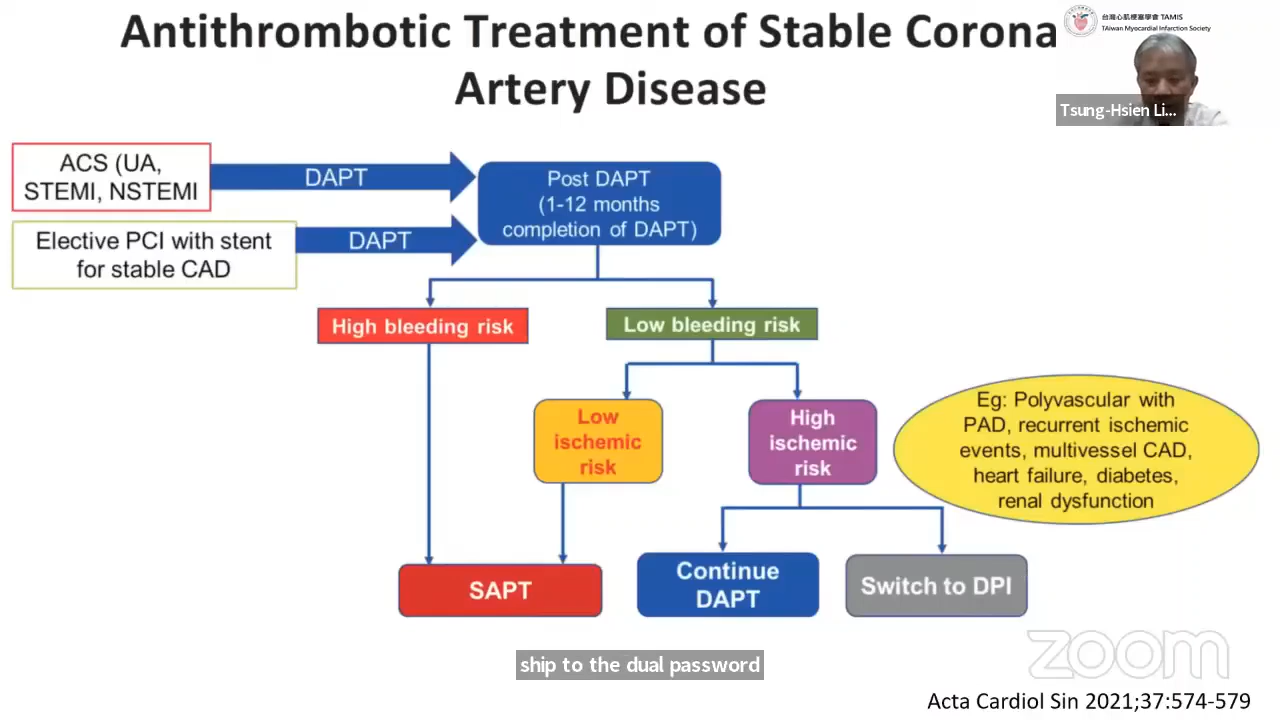 Antithrombotic Treatment of Stable Corona
Artery Disease
台灣心肌梗塞學會 TAMIS
TAiwan Myocardial Infarction Society
Tsung-Hsien Li...
ACS (UA,
STEMI, NSTEMI
DAPT
Post DAPT
(1-12 months
completion of DAPT)
Elective PCI with stent
for stable CAD
DAPT
High bleeding risk
Low bleeding risk
Low
ischemic
risk
High
ischemic
risk
Eg: Polyvascular with
PAD, recurrent ischemic
events, multivessel CAD,
heart failure, diabetes,
renal dysfunction
SAPT
Continue
DAPT
Switch to DPI
ship to the dual password
zoom
Acta Cardiol Sin 2021;37:574-579